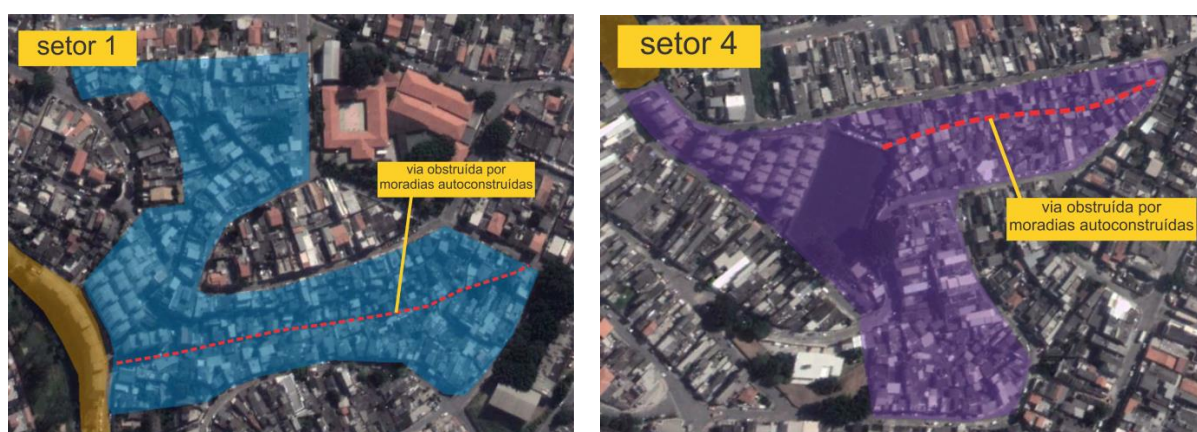 setor 1
via obstruída por
moradias autoconstruídas
setor 4
via obstruída por
moradias autoconstruídas